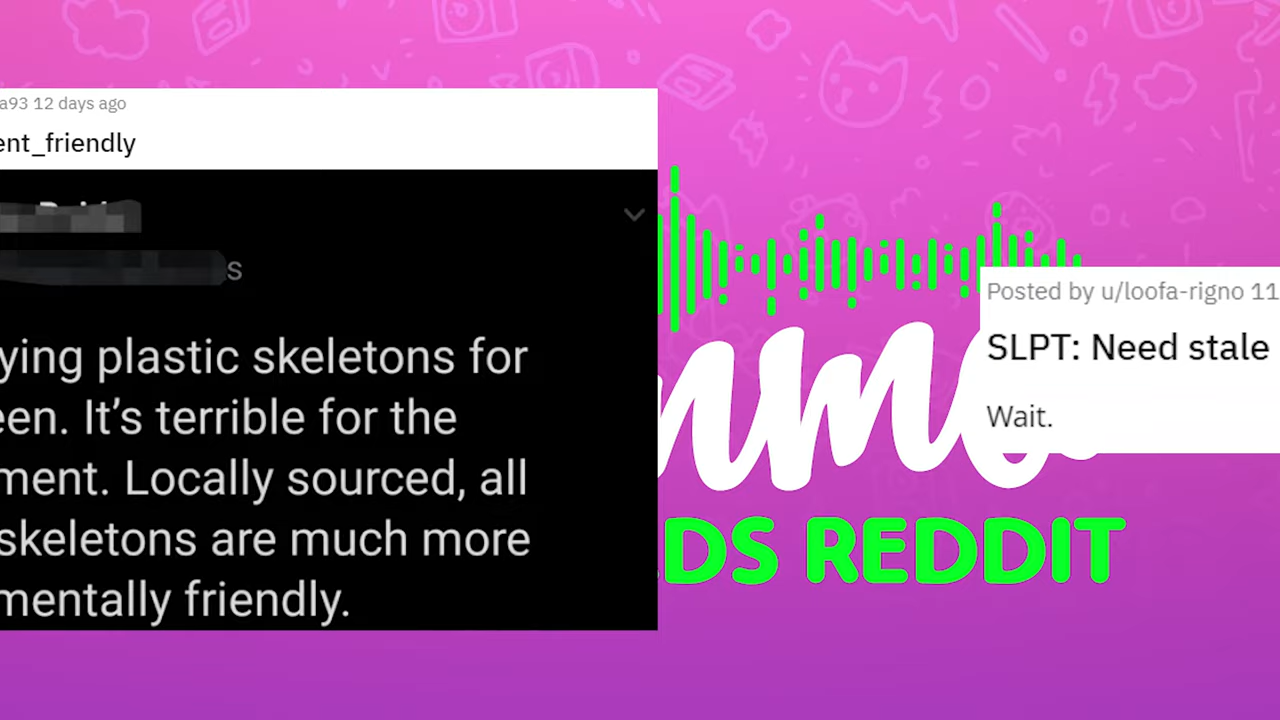 a93 12 days ago
ent_friendly
s
ying plastic skeletons for
een. It’s terrible for the
ment. Locally sourced, all
skeletons are much more
mentally friendly.
DS REDDIT
Posted by u/loofa-rigno 11
SLPT: Need stale
Wait.